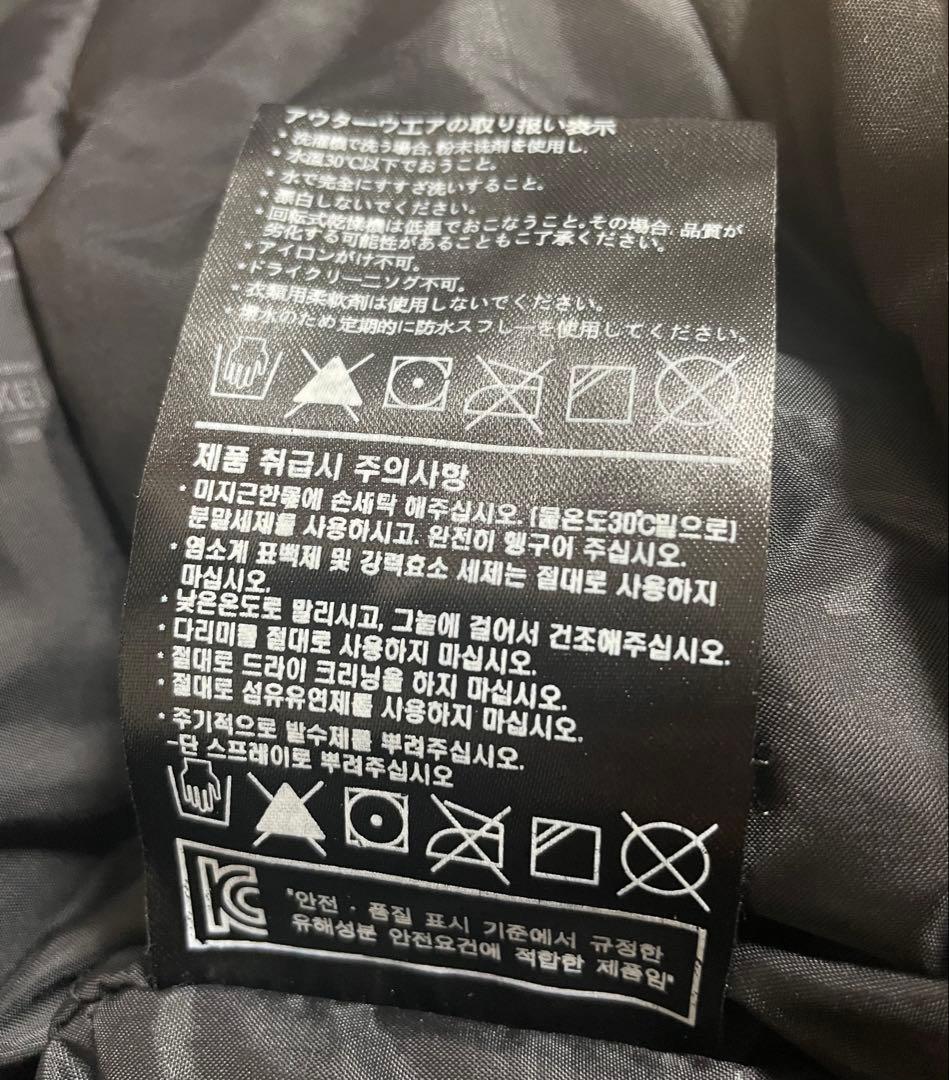 アウターウエアの取り报い表示
・洗濯機で洗う場合, 粉末铥剤を使用し,
・水温30℃以下でおうこと。
・水で完全にすすぎ洗いすること。
・漂白しないでください。
・回転式乾燥機は低温でおこなうこと。その場合, 品質が
劣化する可能性があることもご了承ください。
・アイロンがけ不可。
・ドライクリーニソグ不可。
・衣類用柔軟剤は使用しないでください。
水のため定期的に防水スフレーを使用してください。
제품 취급시 주의사항
· 미지근한물에 손세탁 해주십시오. [물온도30℃밑으로]
분말세제를 사용하시고. 완전히 헹구어 주십시오.
· 염소계 표백제 및 강력효소 세제는 절대로 사용하지
마십시오.
· 낮은온도로 말리시고, 그늘에 걸어서 건조해주십시오.
· 다리미를 절대로 사용하지 마십시오.
· 절대로 드라이 크리닝을 하지 마십시오.
· 절대로 섬유유연제를 사용하지 마십시오.
· 주기적으로 발수제를 뿌려주십시오.
-단 스프레이로 뿌려주십시오
"안전 · 품질 표시 기준에서 규정한
유해성분 안전요건에 적합한 제품임"